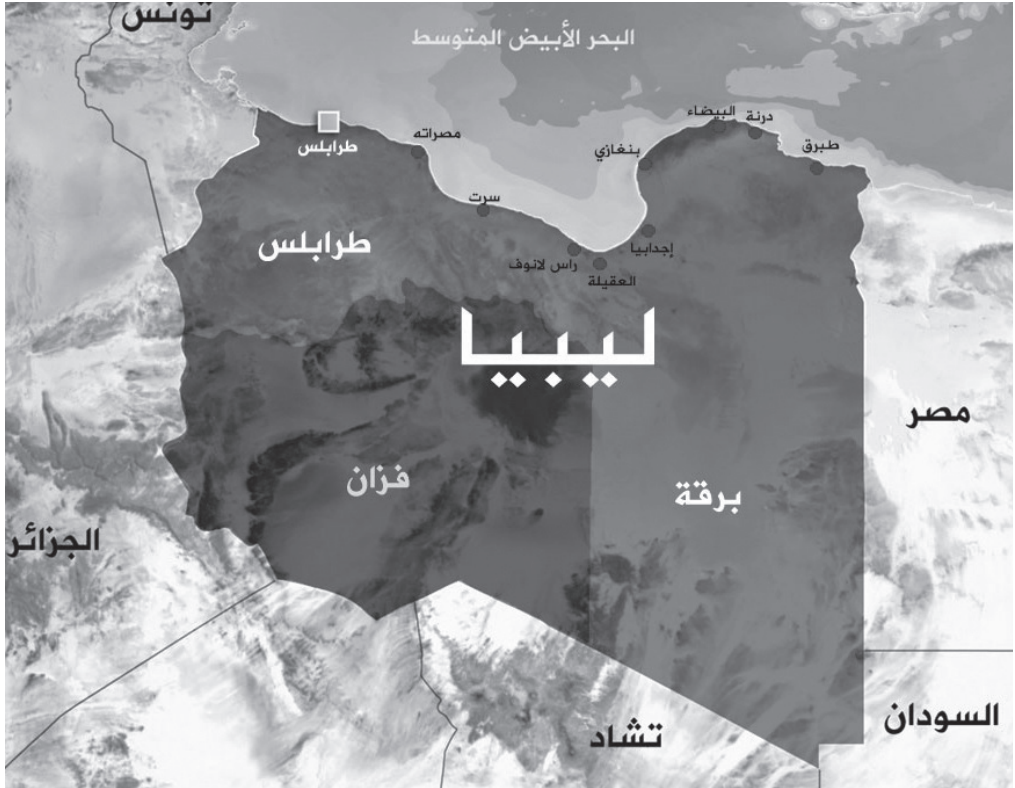 تونس
البحر الأبيض المتوسط
البيضاء
درنة
طرابلس
مصراته
بنغازي
طبرق
سرت
طرابلس
إجدابيا
راس لانوف
العقيلة
ليبيا
مصر
فزان
برقة
الجزائر
السودان
تشاد